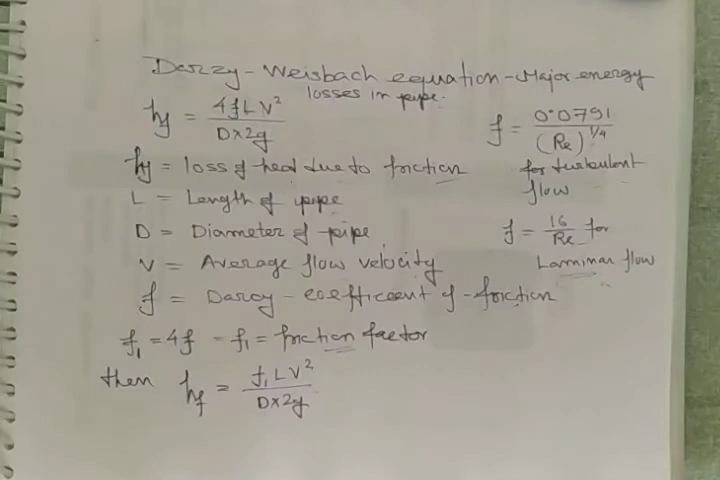 Darzy-Weisbach equation-Major energy
losses in pipe.
hf = 4fLV² / D×2g
f = 0.0791 / (Re)^1/4
hf = loss of head due to friction
for turbulent
flow
L = Length of pipe
D = Diameter of pipe
f = 16/Re for
Laminar flow
V = Average flow velocity
f = Darcy-coefficient of -friction
f₁ = 4f = f₁ = friction factor
then hf = f₁LV² / D×2g